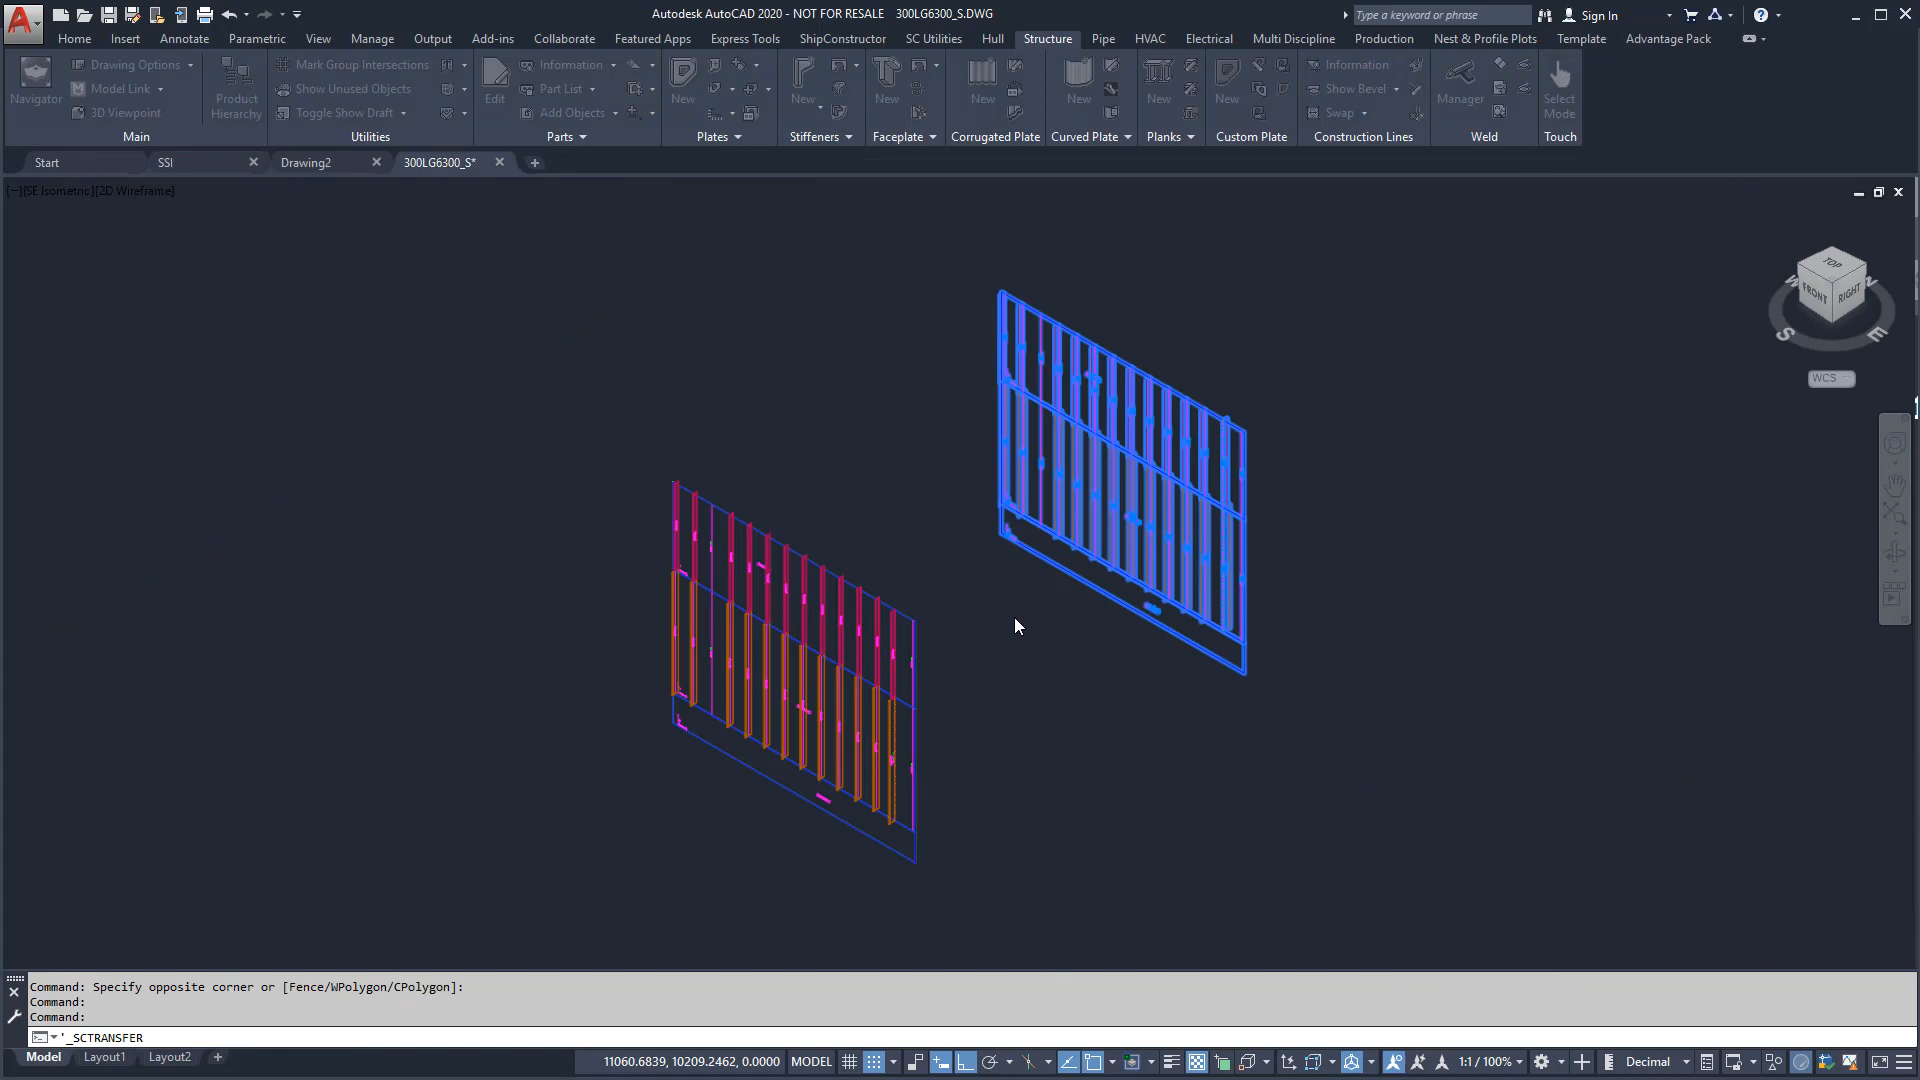 Autodesk AutoCAD 2020 - NOT FOR RESALE 300LG6300_S.DWG
Type a keyword or phrase
Sign In
Home Insert Annotate Parametric View Manage Output Add-ins Collaborate Featured Apps Express Tools ShipConstructor SC Utilities Hull Structure Pipe HVAC Electrical Multi Discipline Production Nest & Profile Plots Template Advantage Pack
Drawing Options
Mark Group Intersections
Information
Information
Navigator
Model Link
Product Hierarchy
Show Unused Objects
Edit
Part List
New
New
New
New
New
New
New
Show Bevel
Manager
Select Mode
3D Viewpoint
Toggle Show Draft
Add Objects
Swap
Main Utilities Parts Plates Stiffeners Faceplate Corrugated Plate Curved Plate Planks Custom Plate Construction Lines Weld Touch
Start SSI Drawing2 300LG6300_S*
[−][SE Isometric][2D Wireframe]
TOP
FRONT
RIGHT
W
N
S
E
WCS
Command: Specify opposite corner or [Fence/WPolygon/CPolygon]:
Command:
Command:
'_SCTRANSFER
Model Layout1 Layout2
11060.6839, 10209.2462, 0.0000 MODEL
1:1 / 100%
Decimal